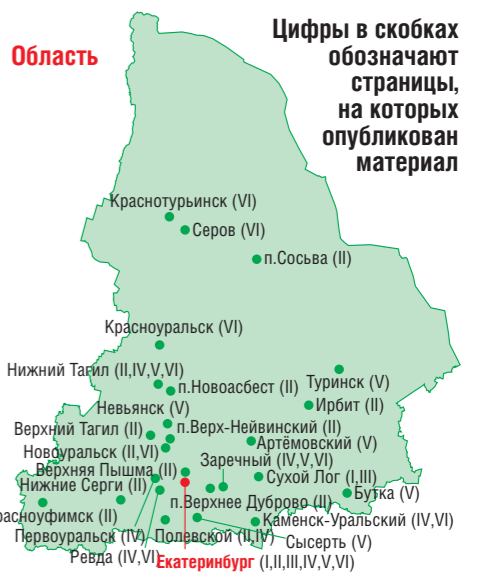 Область
Цифры в скобках
обозначают
страницы,
на которых
опубликован
материал
Краснотурьинск (VI)
Серов (VI)
п.Сосьва (II)
Красноуральск (VI)
Нижний Тагил (II,IV,V,VI)
п.Новоасбест (II)
Туринск (V)
Невьянск (V)
Ирбит (II)
Верхний Тагил (II)
п.Верх-Нейвинский (II)
Новоуральск (II,VI)
Артёмовский (V)
Верхняя Пышма (II)
Заречный (IV,V,VI)
Нижние Серги (II)
Сухой Лог (I,III)
п.Верхнее Дуброво (II)
Бутка (V)
расноуфимск (II)
Каменск-Уральский (IV,VI)
Первоуральск (IV)
Полевской (II,IV)
Сысерть (V)
Ревда (IV,VI)
Екатеринбург (I,II,III,IV,V,VI)